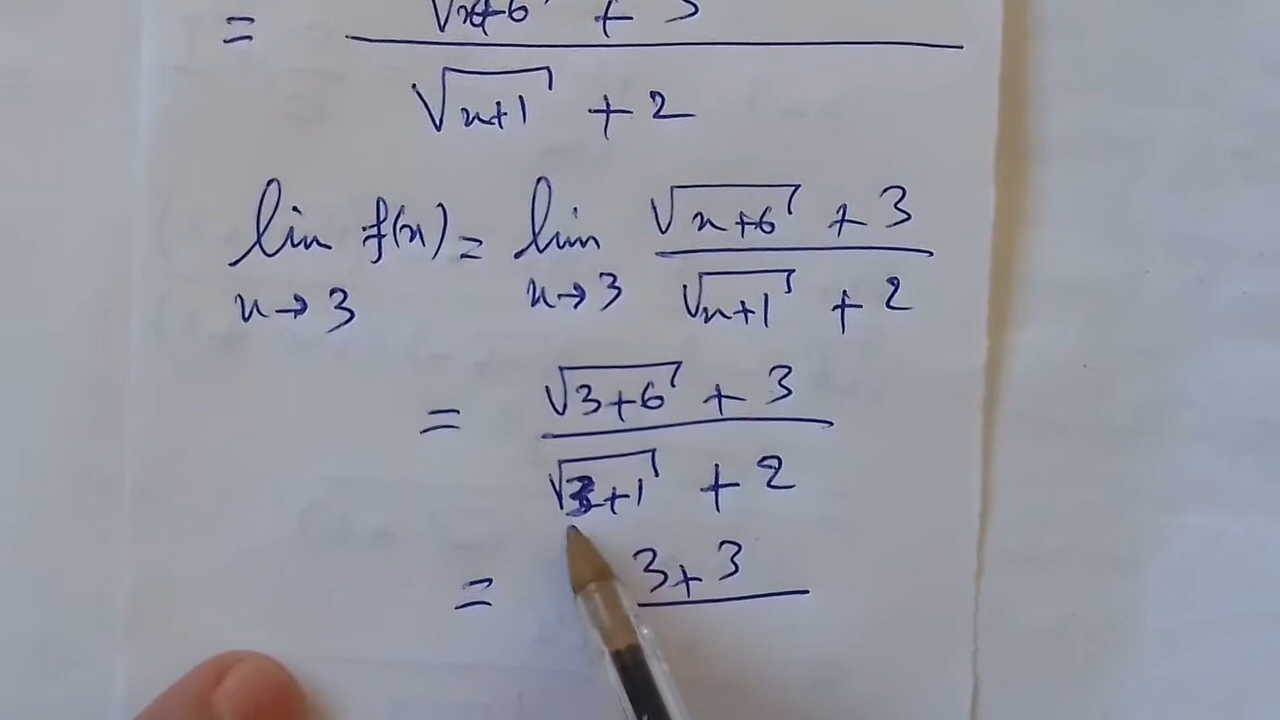 = √x+6 + 3
√x+1 + 2
lim f(x) = lim √x+6 + 3
x→3 x→3 √x+1 + 2
= √3+6 + 3
√3+1 + 2
= 3+3